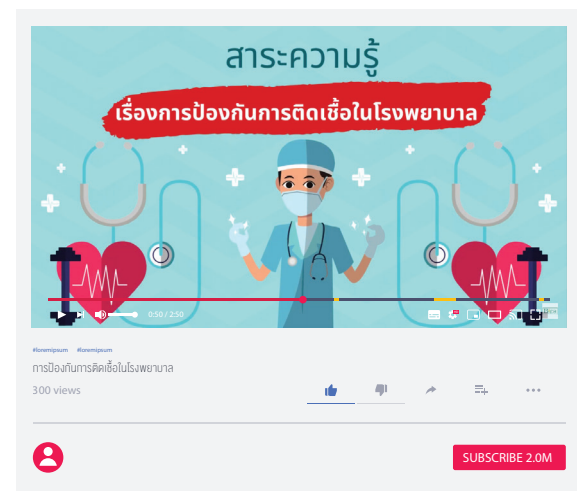 สาระความรู้
เรื่องการป้องกันการติดเชื้อในโรงพยาบาล
0:50 / 2:50
#loremipsum #loremipsum
การป้องกันการติดเชื้อในโรงพยาบาล
300 views
SUBSCRIBE 2.0M